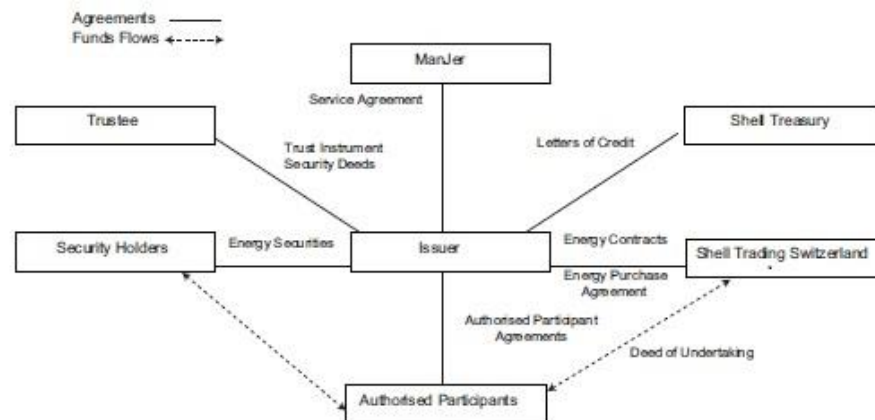 Agreements
Funds Flows
ManJer
Service Agreement
Trustee
Shell Treasury
Trust Instrument
Security Deeds
Letters of Credit
Security Holders
Energy Securities
Issuer
Energy Contracts
Shell Trading Switzerland
Energy Purchase
Agreement
Authorised Participant
Agreements
Deed of Undertaking
Authorised Participants